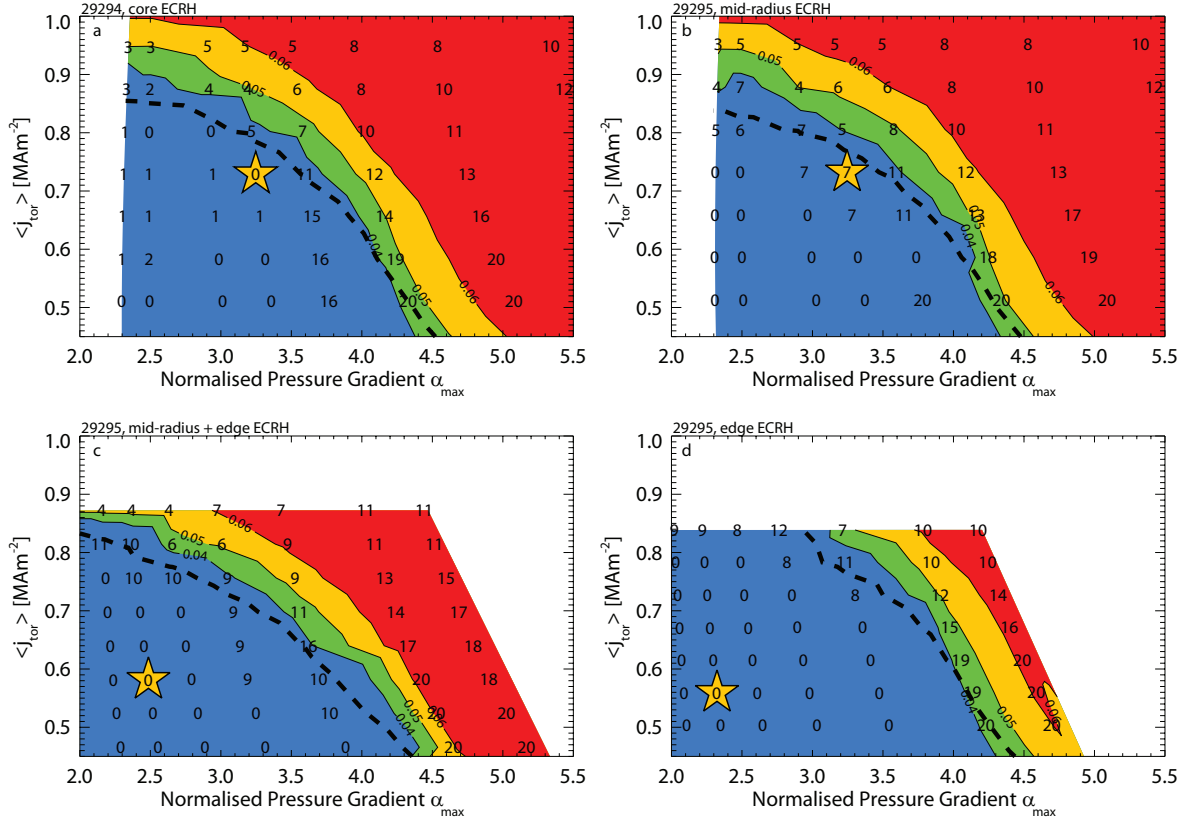 29294, core ECRH
a
1.0
0.9
0.8
0.7
0.6
0.5
<j_tor> [MAm⁻²]
3 3 5 5 5 8 8 10
0.06
0.05
3 2 4 4 6 8 10 12
1 0 0 5 7 10 11
1 1 1 0 11 12 13
1 1 1 1 15 14 16
0.04
1 2 0 0 16 19 20
0.05 0.06
0 0 0 0 16 20 20
2.0 2.5 3.0 3.5 4.0 4.5 5.0 5.5
Normalised Pressure Gradient α_max
29295, mid-radius ECRH
b
1.0
0.9
0.8
0.7
0.6
0.5
<j_tor> [MAm⁻²]
3 5 5 5 5 8 8 10
0.05 0.06
4 7 4 6 6 8 10 12
5 6 7 5 8 10 11
0 0 7 7 11 12 13
0 0 0 7 11 13 17
0.05
0.04
0 0 0 0 0 18 19
0.06
0 0 0 0 20 20 20
2.0 2.5 3.0 3.5 4.0 4.5 5.0 5.5
Normalised Pressure Gradient α_max
29295, mid-radius + edge ECRH
c
1.0
0.9
0.8
0.7
0.6
0.5
<j_tor> [MAm⁻²]
4 4 4 7 7 11 11
0.06
0.05
11 10 6 6 9 11 11
0.04
0 10 10 9 9 13 15
0 0 0 9 11 14 17
0 0 0 9 16 17 18
0 0 9 10 20 18
0.05
0 0 0 0 10 20 20
0.04 0.06
0 0 0 0 0 20 20
2.0 2.5 3.0 3.5 4.0 4.5 5.0 5.5
Normalised Pressure Gradient α_max
29295, edge ECRH
d
1.0
0.9
0.8
0.7
0.6
0.5
<j_tor> [MAm⁻²]
9 9 8 12 7 10 10
0 0 0 8 11 10 10
0 0 0 0 8 12 14
0 0 0 0 0 15 16
0 0 0 0 0 19 20
0 0 0 0 0 19 20
0.04 0.05 0.06
0 0 0 0 0 20 20
2.0 2.5 3.0 3.5 4.0 4.5 5.0 5.5
Normalised Pressure Gradient α_max